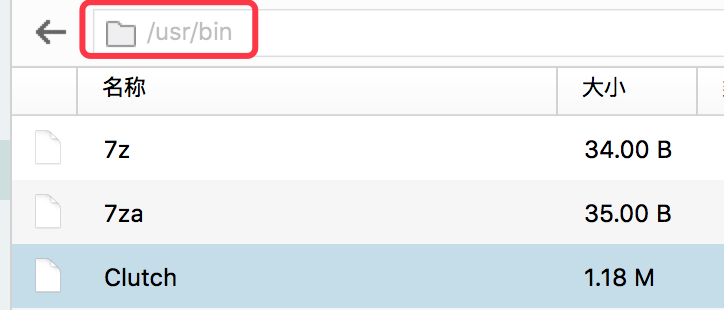 /usr/bin
名称 大小
7z 34.00 B
7za 35.00 B
Clutch 1.18 M